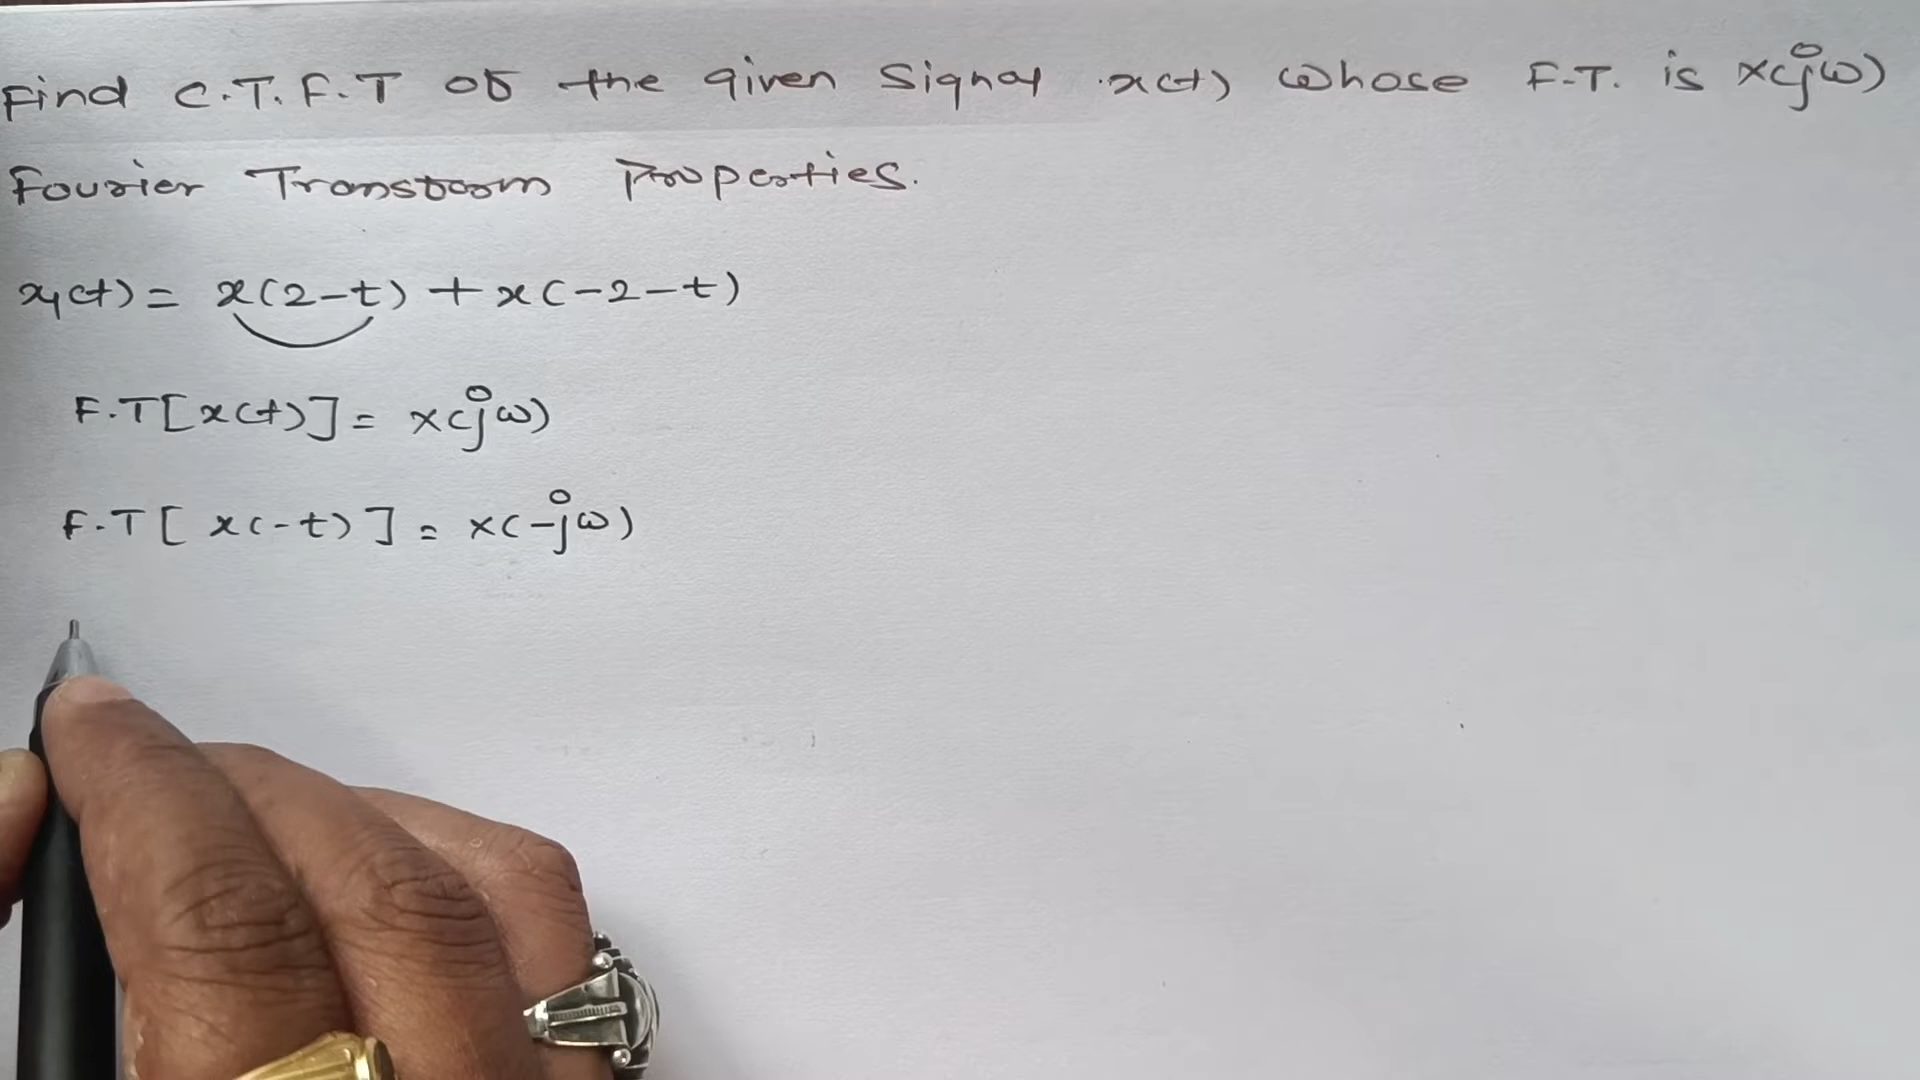 Find C.T.F.T of the given Signal x(t) whose F.T. is X(jω)
Fourier Transform Properties.
x₁(t) = x(2-t) + x(-2-t)
F.T[x(t)] = X(jω)
F.T[x(-t)] = X(-jω)